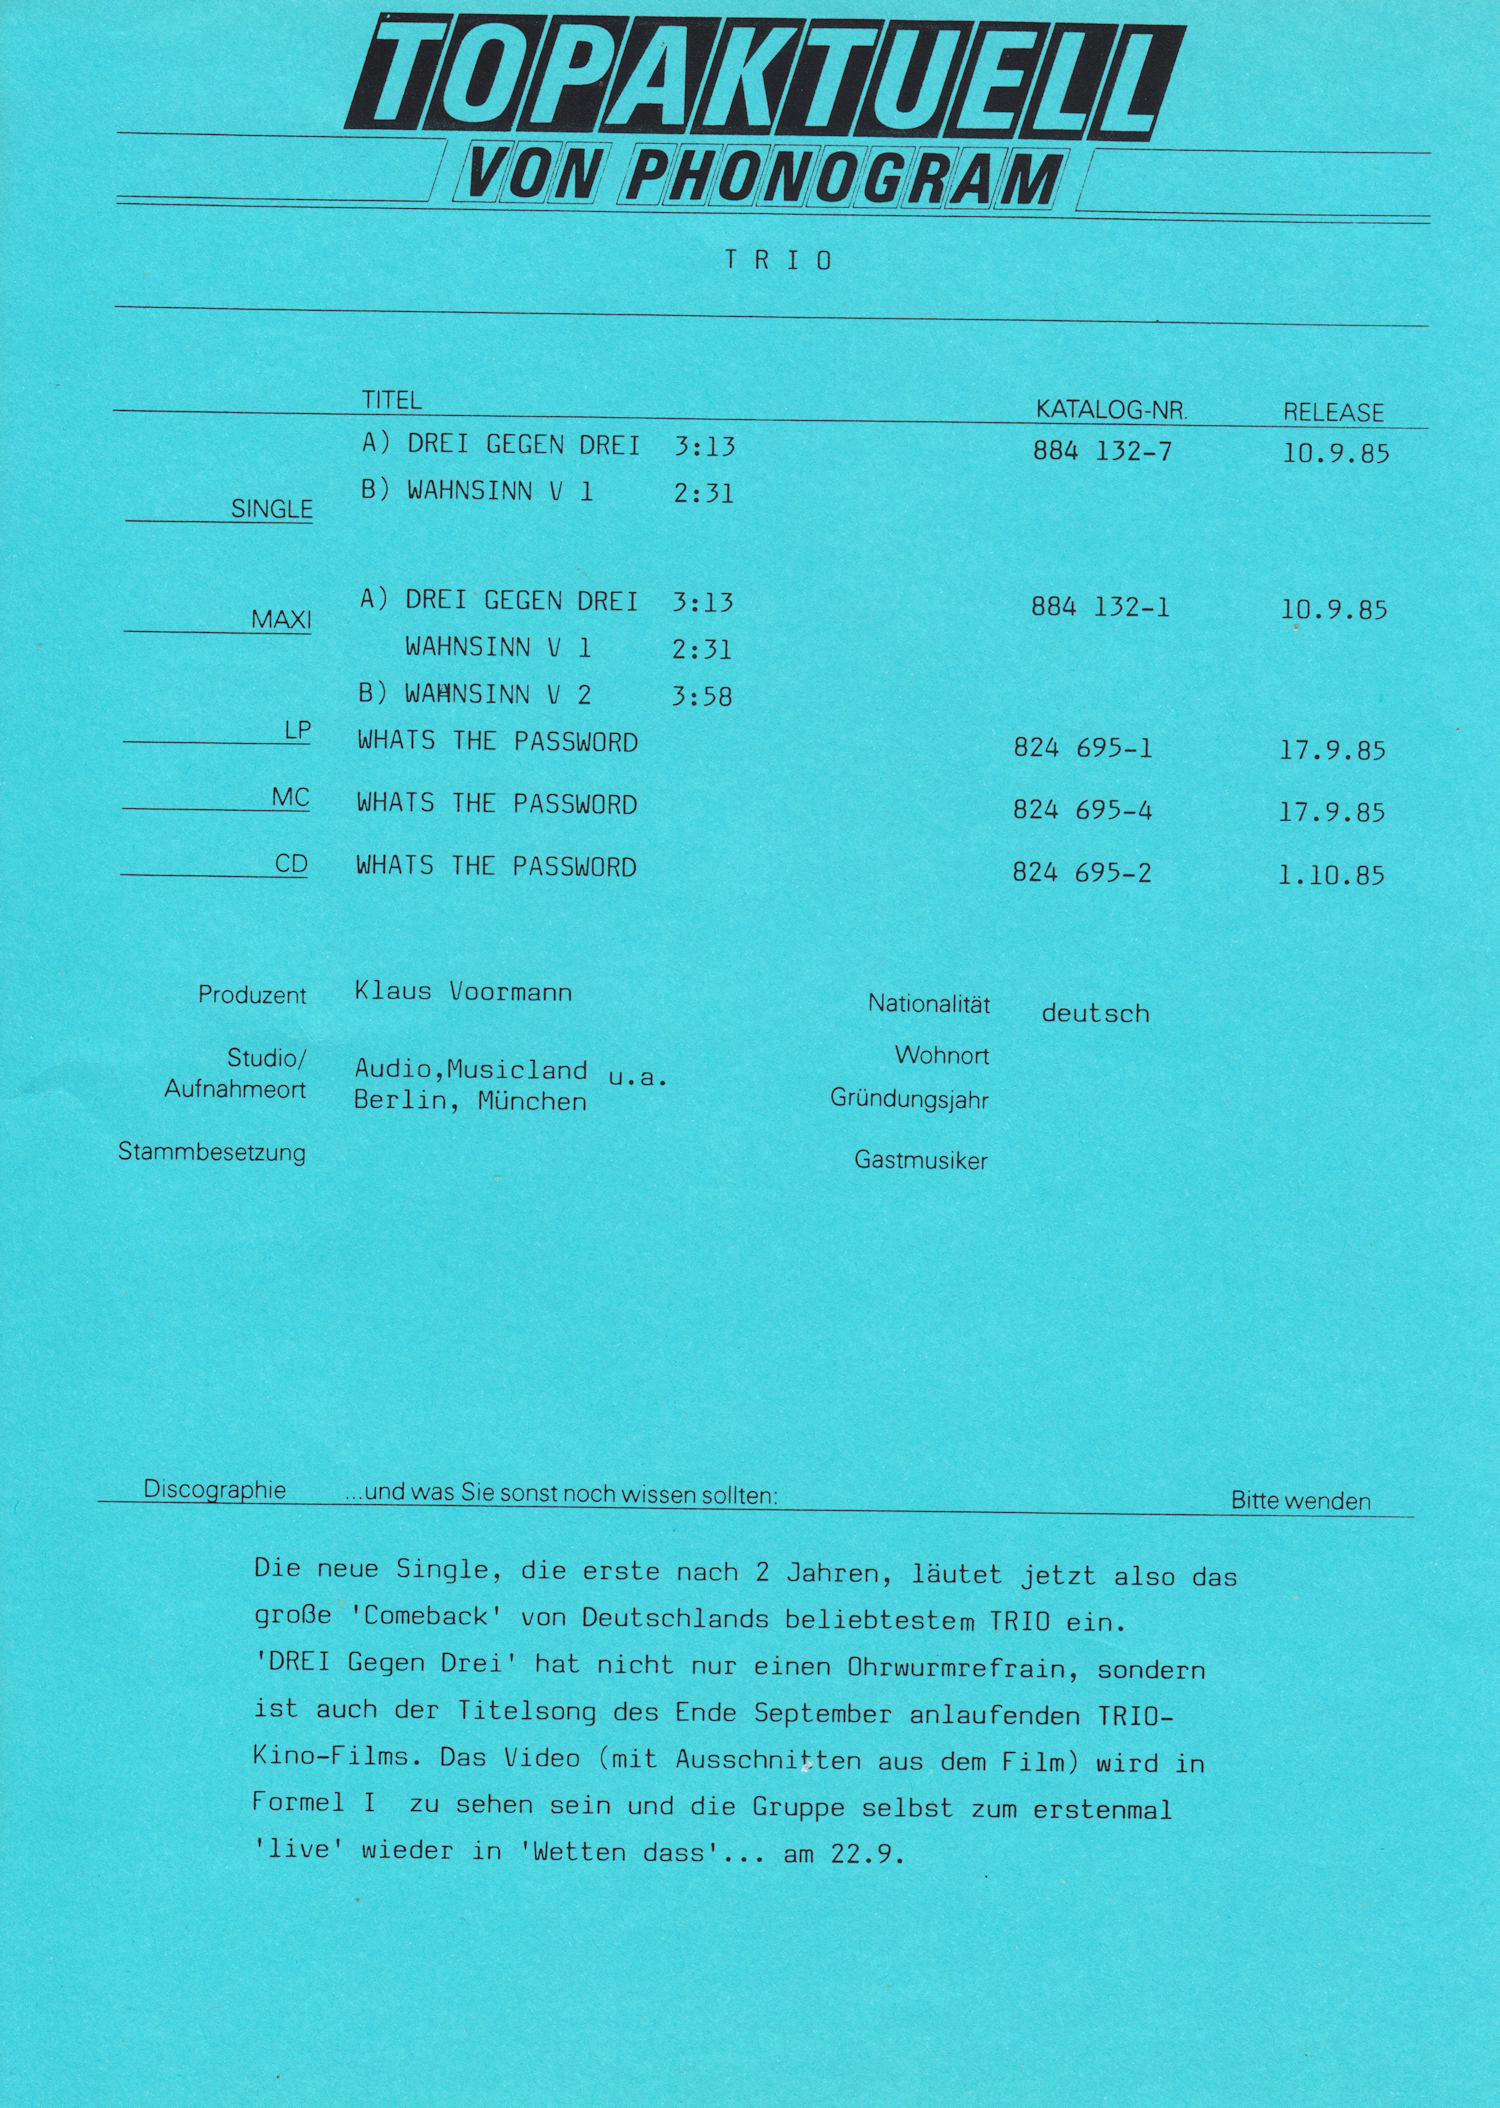 TOPAKTUELL
VON PHONOGRAM
T R I O
TITEL KATALOG-NR. RELEASE
A) DREI GEGEN DREI 3:13 884 132-7 10.9.85
B) WAHNSINN V 1 2:31
SINGLE
A) DREI GEGEN DREI 3:13 884 132-1 10.9.85
MAXI
WAHNSINN V 1 2:31
B) WAHNSINN V 2 3:58
LP WHATS THE PASSWORD 824 695-1 17.9.85
MC WHATS THE PASSWORD 824 695-4 17.9.85
CD WHATS THE PASSWORD 824 695-2 1.10.85
Produzent Klaus Voormann Nationalität deutsch
Studio/ Audio,Musicland u.a. Wohnort
Aufnahmeort Berlin, München Gründungsjahr
Stammbesetzung Gastmusiker
Discographie ...und was Sie sonst noch wissen sollten: Bitte wenden
Die neue Single, die erste nach 2 Jahren, läutet jetzt also das
große 'Comeback' von Deutschlands beliebtestem TRIO ein.
'DREI Gegen Drei' hat nicht nur einen Ohrwurmrefrain, sondern
ist auch der Titelsong des Ende September anlaufenden TRIO-
Kino-Films. Das Video (mit Ausschnitten aus dem Film) wird in
Formel I zu sehen sein und die Gruppe selbst zum erstenmal
'live' wieder in 'Wetten dass'... am 22.9.